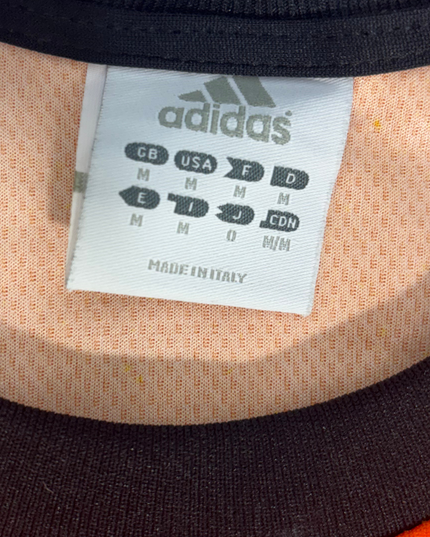 adidas
GB USA F D
M M M M
E I J CDN
M M O M/M
MADE IN ITALY